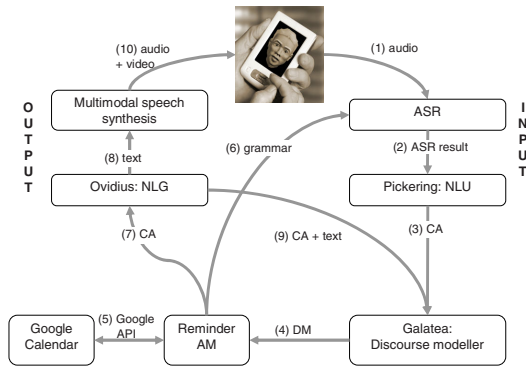 (10) audio
+ video
(1) audio
OUTPUT
INPUT
Multimodal speech
synthesis
ASR
(8) text
(6) grammar
(2) ASR result
Ovidius: NLG
Pickering: NLU
(7) CA
(9) CA + text
(3) CA
Google
Calendar
(5) Google
API
Reminder
AM
(4) DM
Galatea:
Discourse modeller